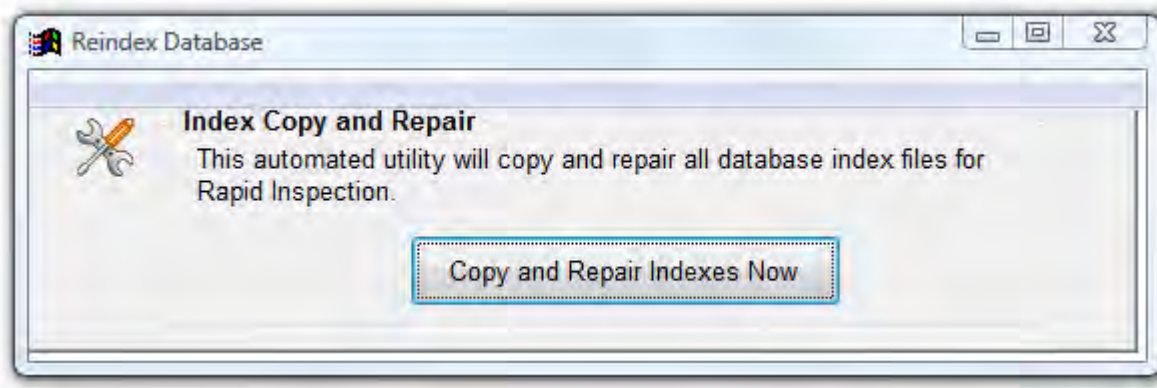 Reindex Database
Index Copy and Repair
This automated utility will copy and repair all database index files for
Rapid Inspection.
Copy and Repair Indexes Now